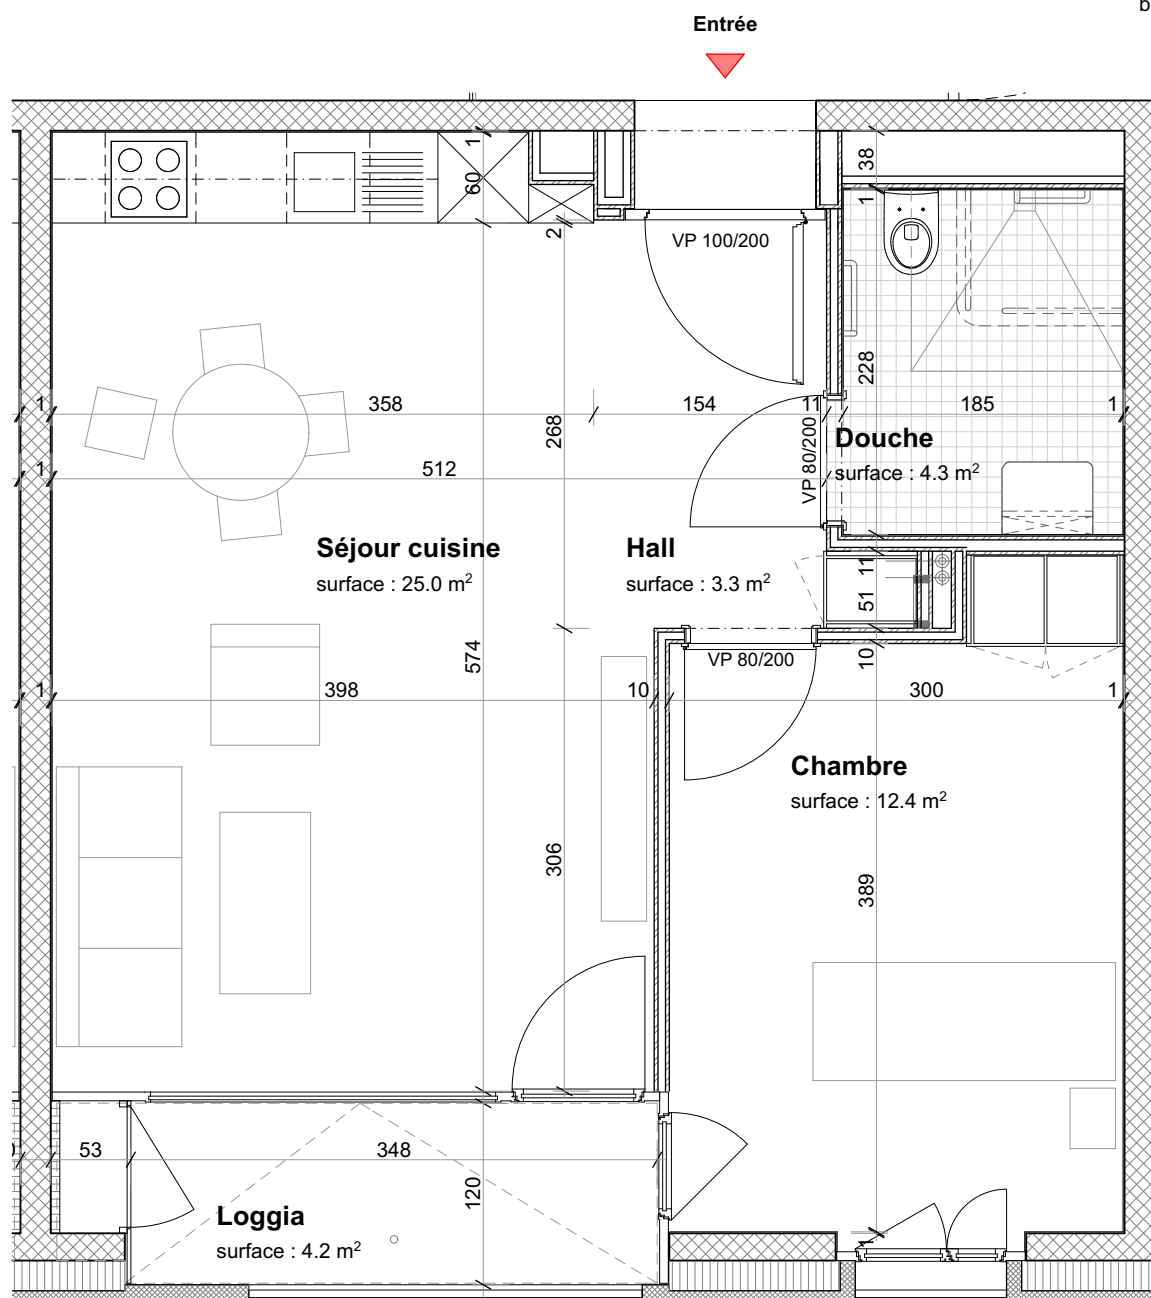 b
Entrée
1
60
38
1
2
VP 100/200
228
1
358
154
11
185
1
268
VP 80/200
Douche
surface : 4.3 m²
1
512
Séjour cuisine
surface : 25.0 m²
Hall
surface : 3.3 m²
11
51
10
574
VP 80/200
1
398
10
300
1
Chambre
surface : 12.4 m²
306
389
53
348
120
1
Loggia
surface : 4.2 m²